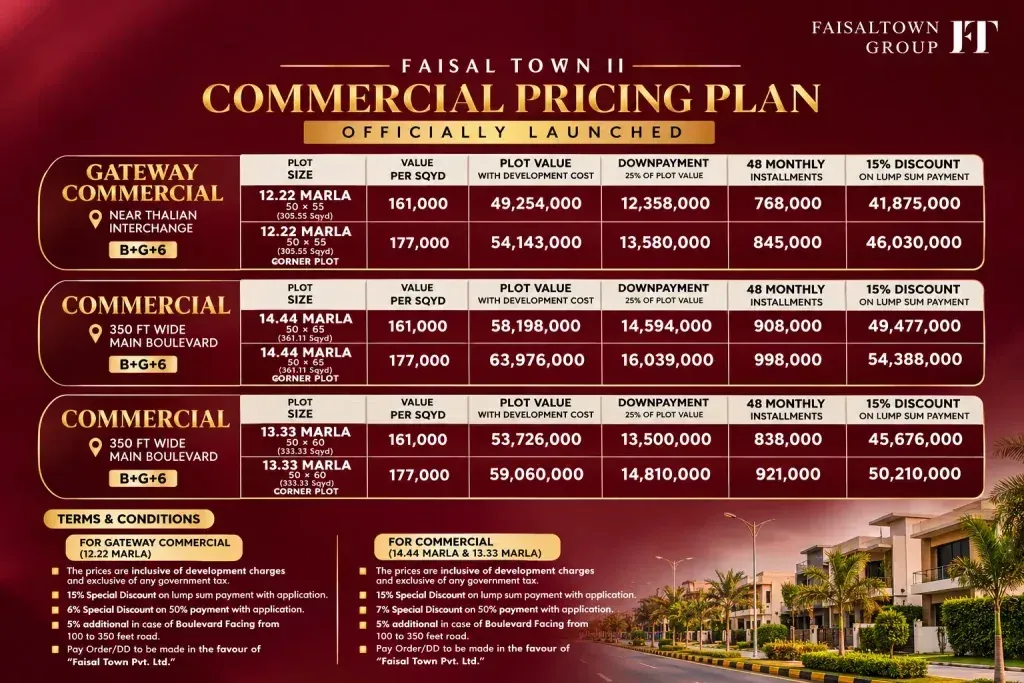 FAISALTOWN
GROUP FT
FAISAL TOWN II
COMMERCIAL PRICING PLAN
OFFICIALLY LAUNCHED
GATEWAY
COMMERCIAL
NEAR THALIAN
INTERCHANGE
B+G+6
PLOT SIZE VALUE PER SQYD PLOT VALUE WITH DEVELOPMENT COST DOWNPAYMENT 25% OF PLOT VALUE 48 MONTHLY INSTALLMENTS 15% DISCOUNT ON LUMP SUM PAYMENT
12.22 MARLA 50 × 55 (305.55 Sqyd) 161,000 49,254,000 12,358,000 768,000 41,875,000
12.22 MARLA 50 × 55 (305.55 Sqyd) CORNER PLOT 177,000 54,143,000 13,580,000 845,000 46,030,000
COMMERCIAL
350 FT WIDE
MAIN BOULEVARD
B+G+6
PLOT SIZE VALUE PER SQYD PLOT VALUE WITH DEVELOPMENT COST DOWNPAYMENT 25% OF PLOT VALUE 48 MONTHLY INSTALLMENTS 15% DISCOUNT ON LUMP SUM PAYMENT
14.44 MARLA 50 × 65 (361.11 Sqyd) 161,000 58,198,000 14,594,000 908,000 49,477,000
14.44 MARLA 50 × 65 (361.11 Sqyd) CORNER PLOT 177,000 63,976,000 16,039,000 998,000 54,388,000
COMMERCIAL
350 FT WIDE
MAIN BOULEVARD
B+G+6
PLOT SIZE VALUE PER SQYD PLOT VALUE WITH DEVELOPMENT COST DOWNPAYMENT 25% OF PLOT VALUE 48 MONTHLY INSTALLMENTS 15% DISCOUNT ON LUMP SUM PAYMENT
13.33 MARLA 50 × 60 (333.33 Sqyd) 161,000 53,726,000 13,500,000 838,000 45,676,000
13.33 MARLA 50 × 60 (333.33 Sqyd) CORNER PLOT 177,000 59,060,000 14,810,000 921,000 50,210,000
TERMS & CONDITIONS
FOR GATEWAY COMMERCIAL
(12.22 MARLA)
The prices are inclusive of development charges
and exclusive of any government tax.
15% Special Discount on lump sum payment with application.
6% Special Discount on 50% payment with application.
5% additional in case of Boulevard Facing from
100 to 350 feet road.
Pay Order/DD to be made in the favour of
"Faisal Town Pvt. Ltd."
FOR COMMERCIAL
(14.44 MARLA & 13.33 MARLA)
The prices are inclusive of development charges
and exclusive of any government tax.
15% Special Discount on lump sum payment with application.
7% Special Discount on 50% payment with application.
5% additional in case of Boulevard Facing from
100 to 350 feet road.
Pay Order/DD to be made in the favour of
"Faisal Town Pvt. Ltd."